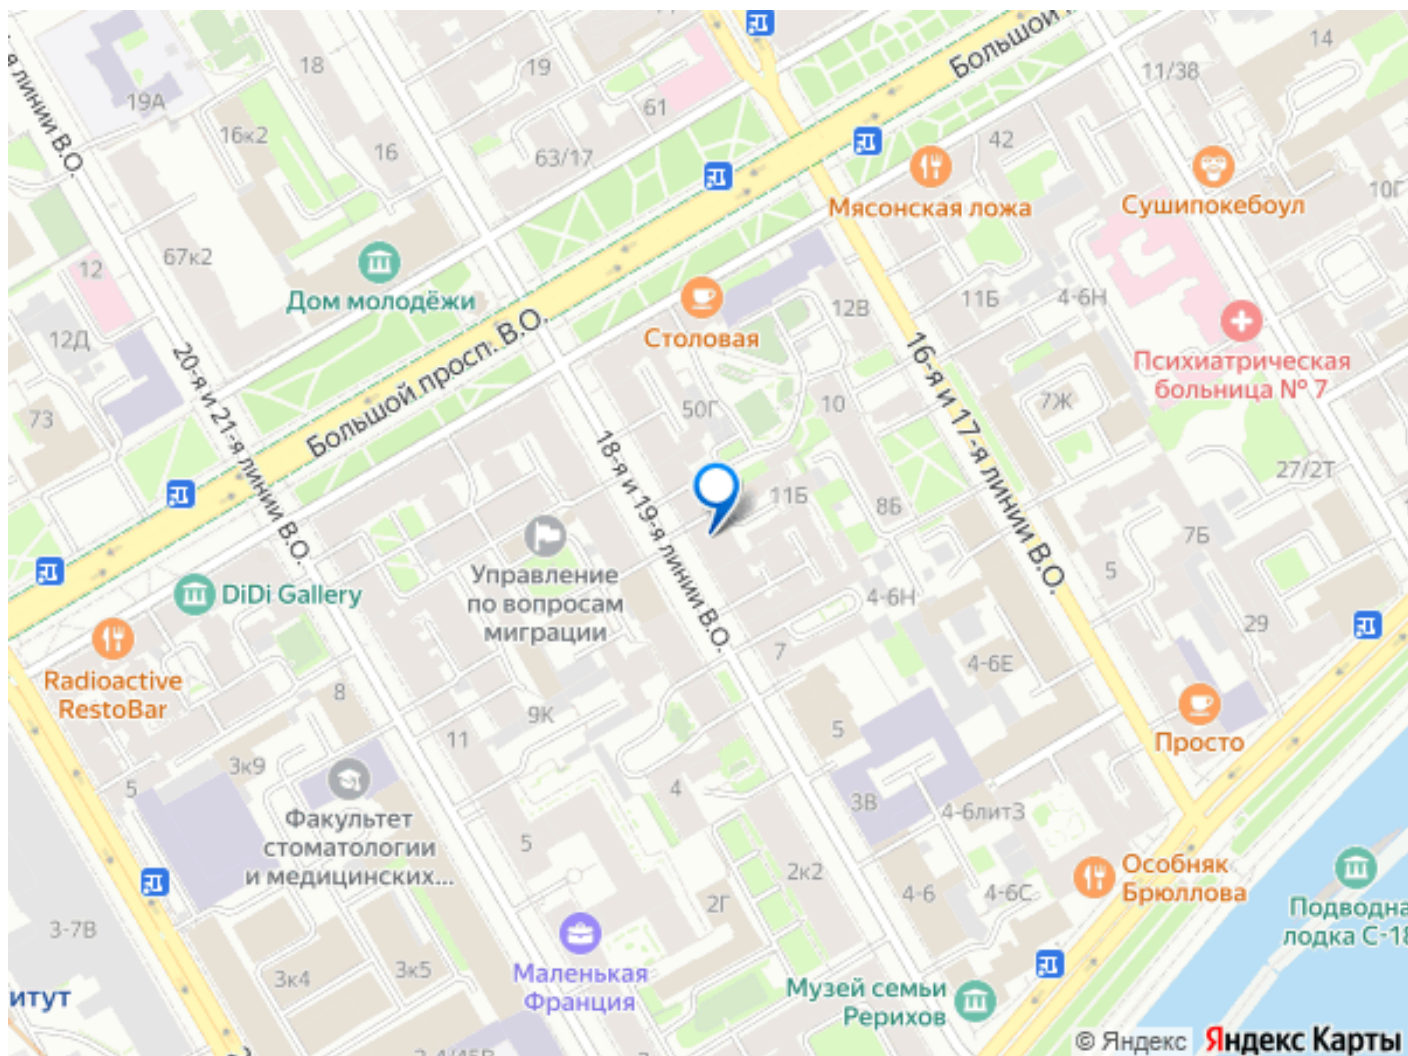 Большой
14
11/38
19
18
61
19А
16к2
16
63/17
42
10Г
Сушипокебоул
Мясонская ложа
я линии В.О.
67к2
12
Дом молодёжи
11Б
4-6Н
12В
12Д
Столовая
Большой просп. В.О.
20-я и 21-я линии В.О.
16-я и 17-я линии В.О.
Психиатрическая
больница № 7
73
50Г
10
7Ж
18-я и 19-я линии В.О.
27/2Т
11Б
8Б
7Б
5
Управление
по вопросам
миграции
DiDi Gallery
4-6Н
29
7
4-6Е
Radioactive
RestoBar
8
9К
11
5
Просто
3к9
5
4
3В
4-6литЗ
Факультет
стоматологии
и медицинских...
5
2к2
Особняк
Брюллова
4-6
4-6С
2Г
Подводна
лодка С-18
3-7В
3к4
3к5
Маленькая
Франция
Музей семьи
Рерихов
итут
7
© Яндекс Яндекс Карты